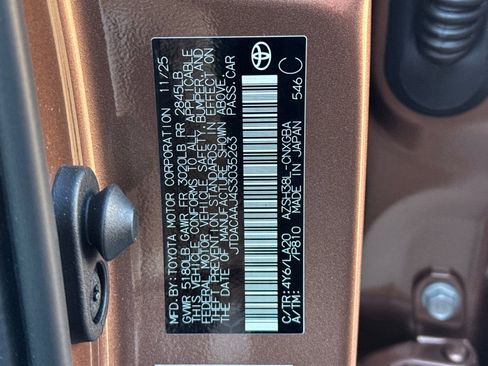 MFD.BY:TOYOTA MOTOR CORPORATION 11/25
GVWR 5180LB GAWR FR 3020LB RR 2845LB
THIS VEHICLE CONFORMS TO ALL APPLICABLE
FEDERAL MOTOR VEHICLE SAFETY, BUMPER, AND
THEFT PREVENTION STANDARDS IN EFFECT ON
THE DATE OF MANUFACTURE SHOWN ABOVE.
JTDACAAJ4S3035263 PASS.CAR
C/TR:4Y6/LA20 AZSH38L-CNXGBA
A/TM: /P810 MADE IN JAPAN 546 C